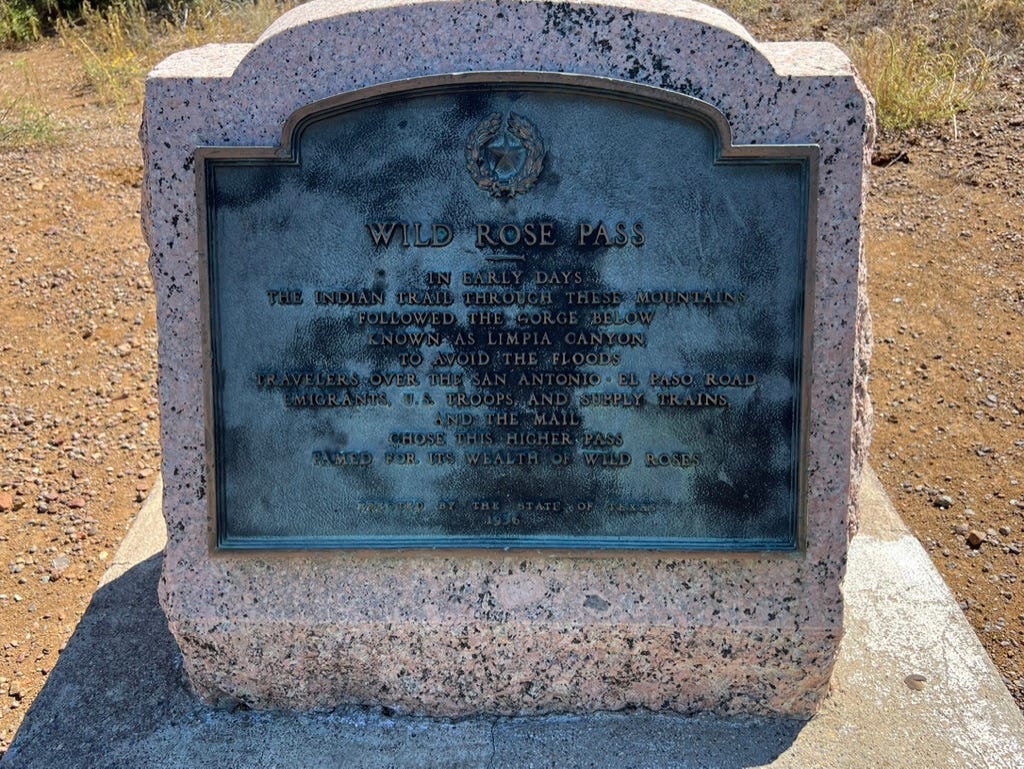 WILD ROSE PASS
IN EARLY DAYS
THE INDIAN TRAIL THROUGH THESE MOUNTAINS
FOLLOWED THE GORGE BELOW
KNOWN AS LIMPIA CANYON
TO AVOID THE FLOODS
TRAVELERS OVER THE SAN ANTONIO - EL PASO ROAD
EMIGRANTS, U.S. TROOPS, AND SUPPLY TRAINS
AND THE MAIL
CHOSE THIS HIGHER PASS
FAMED FOR ITS WEALTH OF WILD ROSES
ERECTED BY THE STATE OF TEXAS
1936